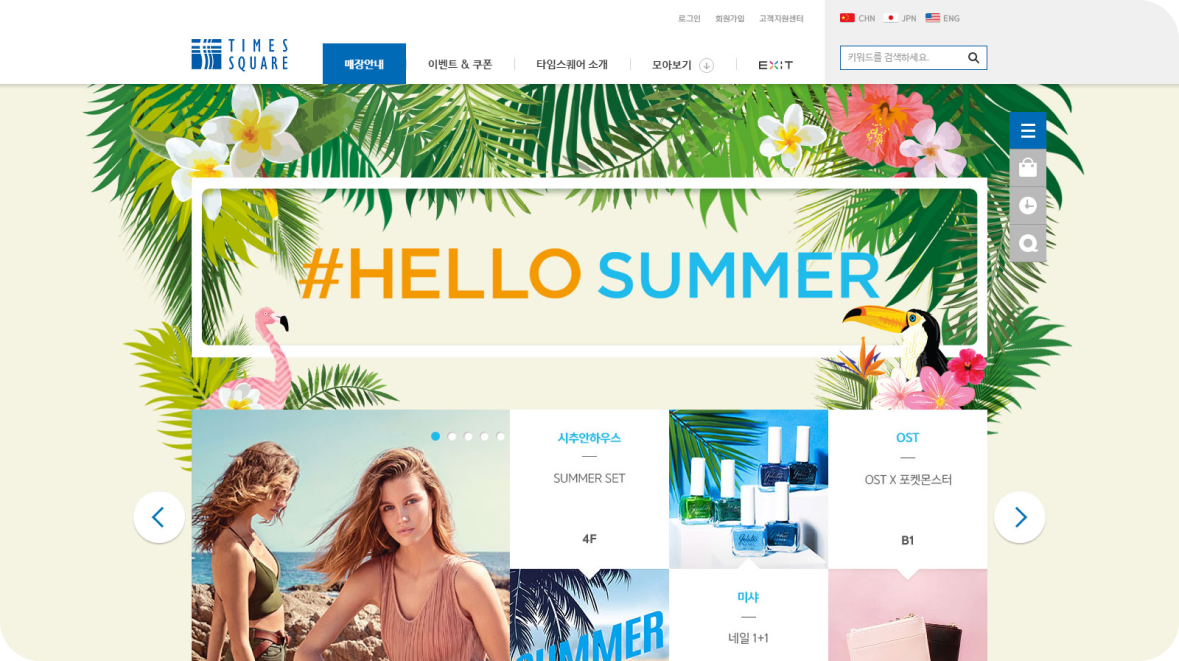 로그인 회원가입 고객지원센터 CHN JPN ENG
TIMES
SQUARE
매장안내 이벤트 & 쿠폰 타임스퀘어 소개 모아보기 EXIT
키워드를 검색하세요.
#HELLO SUMMER
시추안하우스
SUMMER SET
4F
OST
OST X 포켓몬스터
B1
SUMMER
미샤
네일 1+1